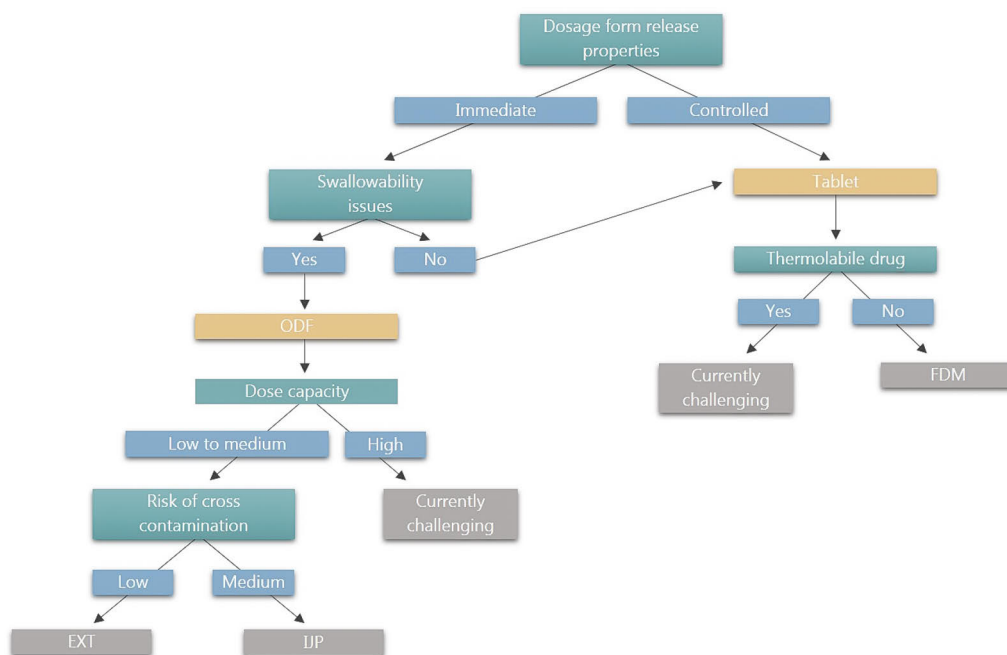 Dosage form release
properties
Immediate
Controlled
Swallowability
issues
Tablet
Yes
No
Thermolabile drug
ODF
Yes
No
Dose capacity
Currently
challenging
FDM
Low to medium
High
Risk of cross
contamination
Currently
challenging
Low
Medium
EXT
IJP